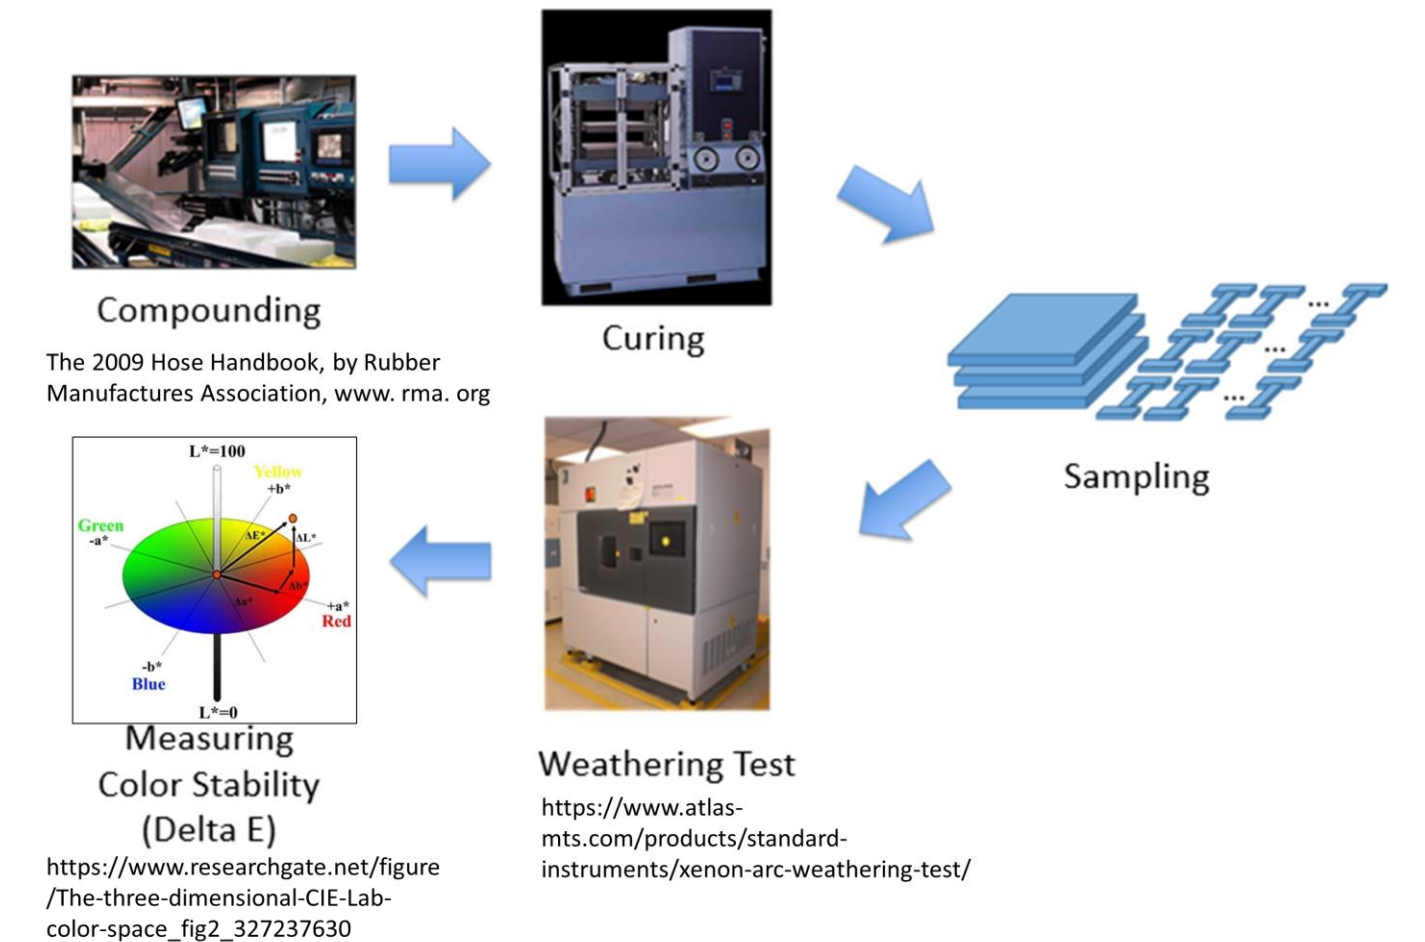 Compounding
The 2009 Hose Handbook, by Rubber
Manufactures Association, www. rma. org
Curing
Sampling
Weathering Test
https://www.atlas-
mts.com/products/standard-
instruments/xenon-arc-weathering-test/
L*=100
Yellow
+b*
Green
-a*
ΔE*
ΔL*
Δb*
Δa*
+a*
Red
-b*
Blue
L*=0
Measuring
Color Stability
(Delta E)
https://www.researchgate.net/figure
/The-three-dimensional-CIE-Lab-
color-space_fig2_327237630